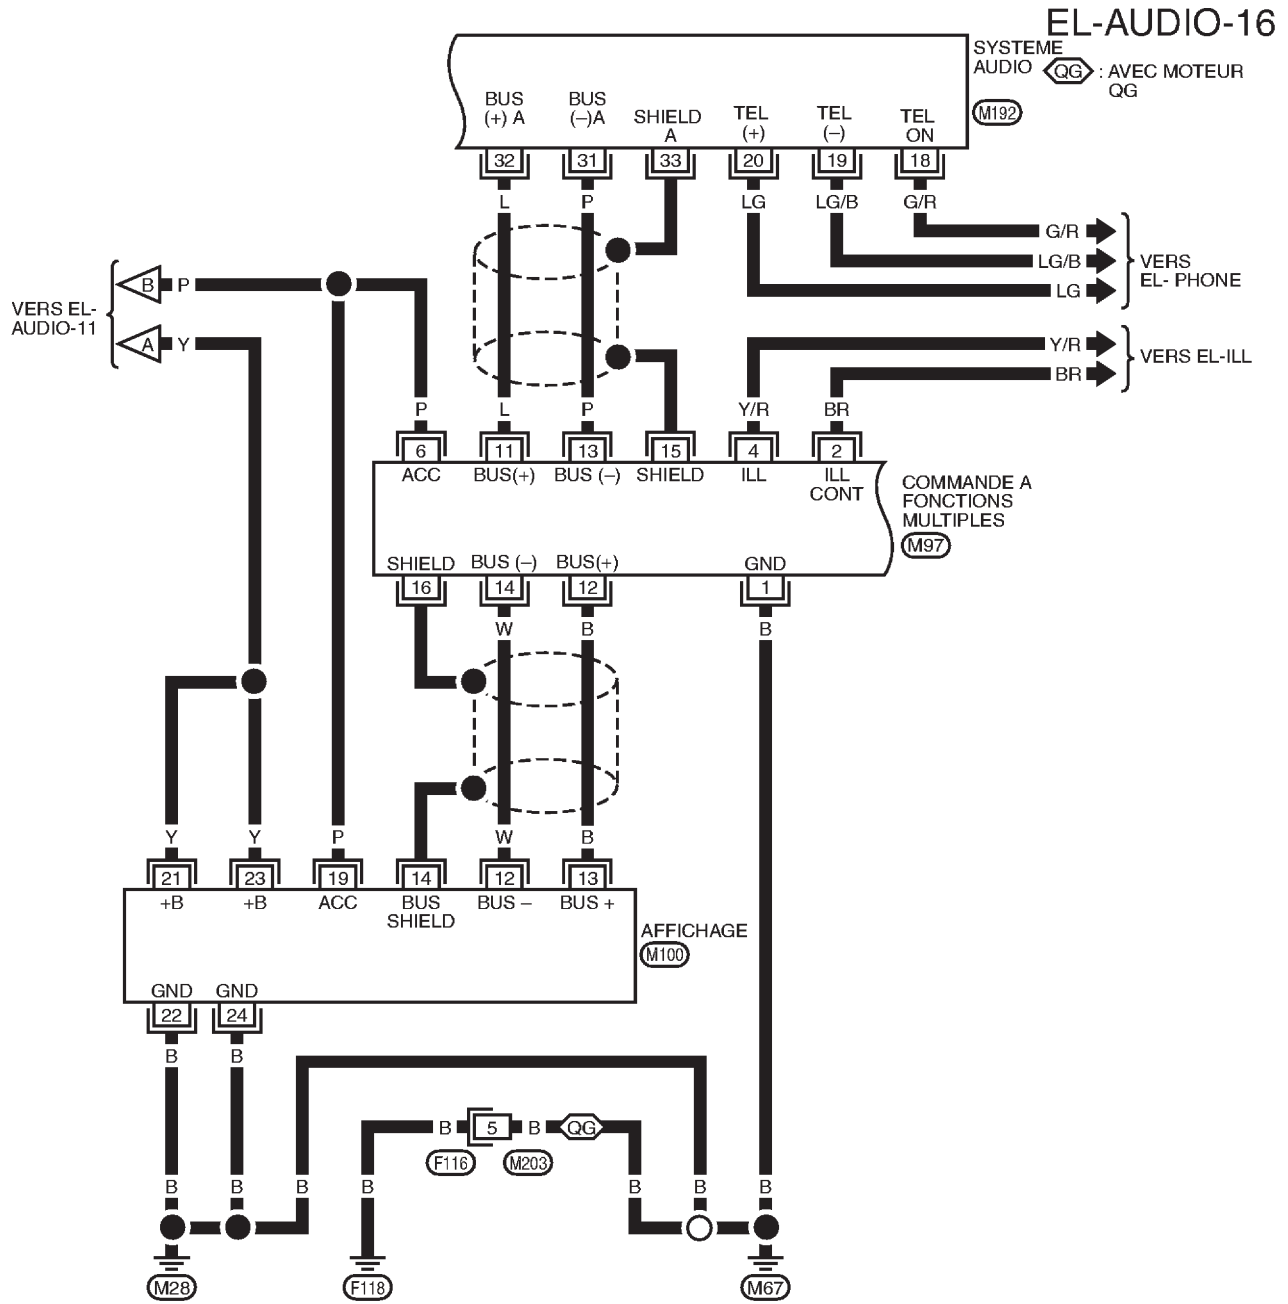 EL-AUDIO-16
SYSTEME
AUDIO
QG : AVEC MOTEUR
QG
M192
BUS
(+) A
BUS
(–)A
SHIELD
A
TEL
(+)
TEL
(–)
TEL
ON
32 31 33 20 19 18
L P LG LG/B G/R
G/R
LG/B
LG
VERS
EL- PHONE
VERS EL-
AUDIO-11
B P
A Y
Y/R
BR
VERS EL-ILL
P L P Y/R BR
6 11 13 15 4 2
ACC BUS(+) BUS (–) SHIELD ILL ILL
CONT
COMMANDE A
FONCTIONS
MULTIPLES
M97
SHIELD BUS (–) BUS(+) GND
16 14 12 1
W B B
Y Y P W B
21 23 19 14 12 13
+B +B ACC BUS
SHIELD
BUS – BUS +
AFFICHAGE
M100
GND GND
22 24
B B
B 5 B QG
F116 M203
B B B B B B B
M28 F118 M67